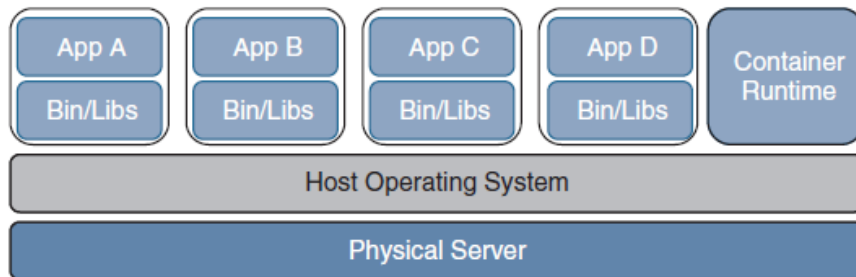 App A
Bin/Libs
App B
Bin/Libs
App C
Bin/Libs
App D
Bin/Libs
Container
Runtime
Host Operating System
Physical Server